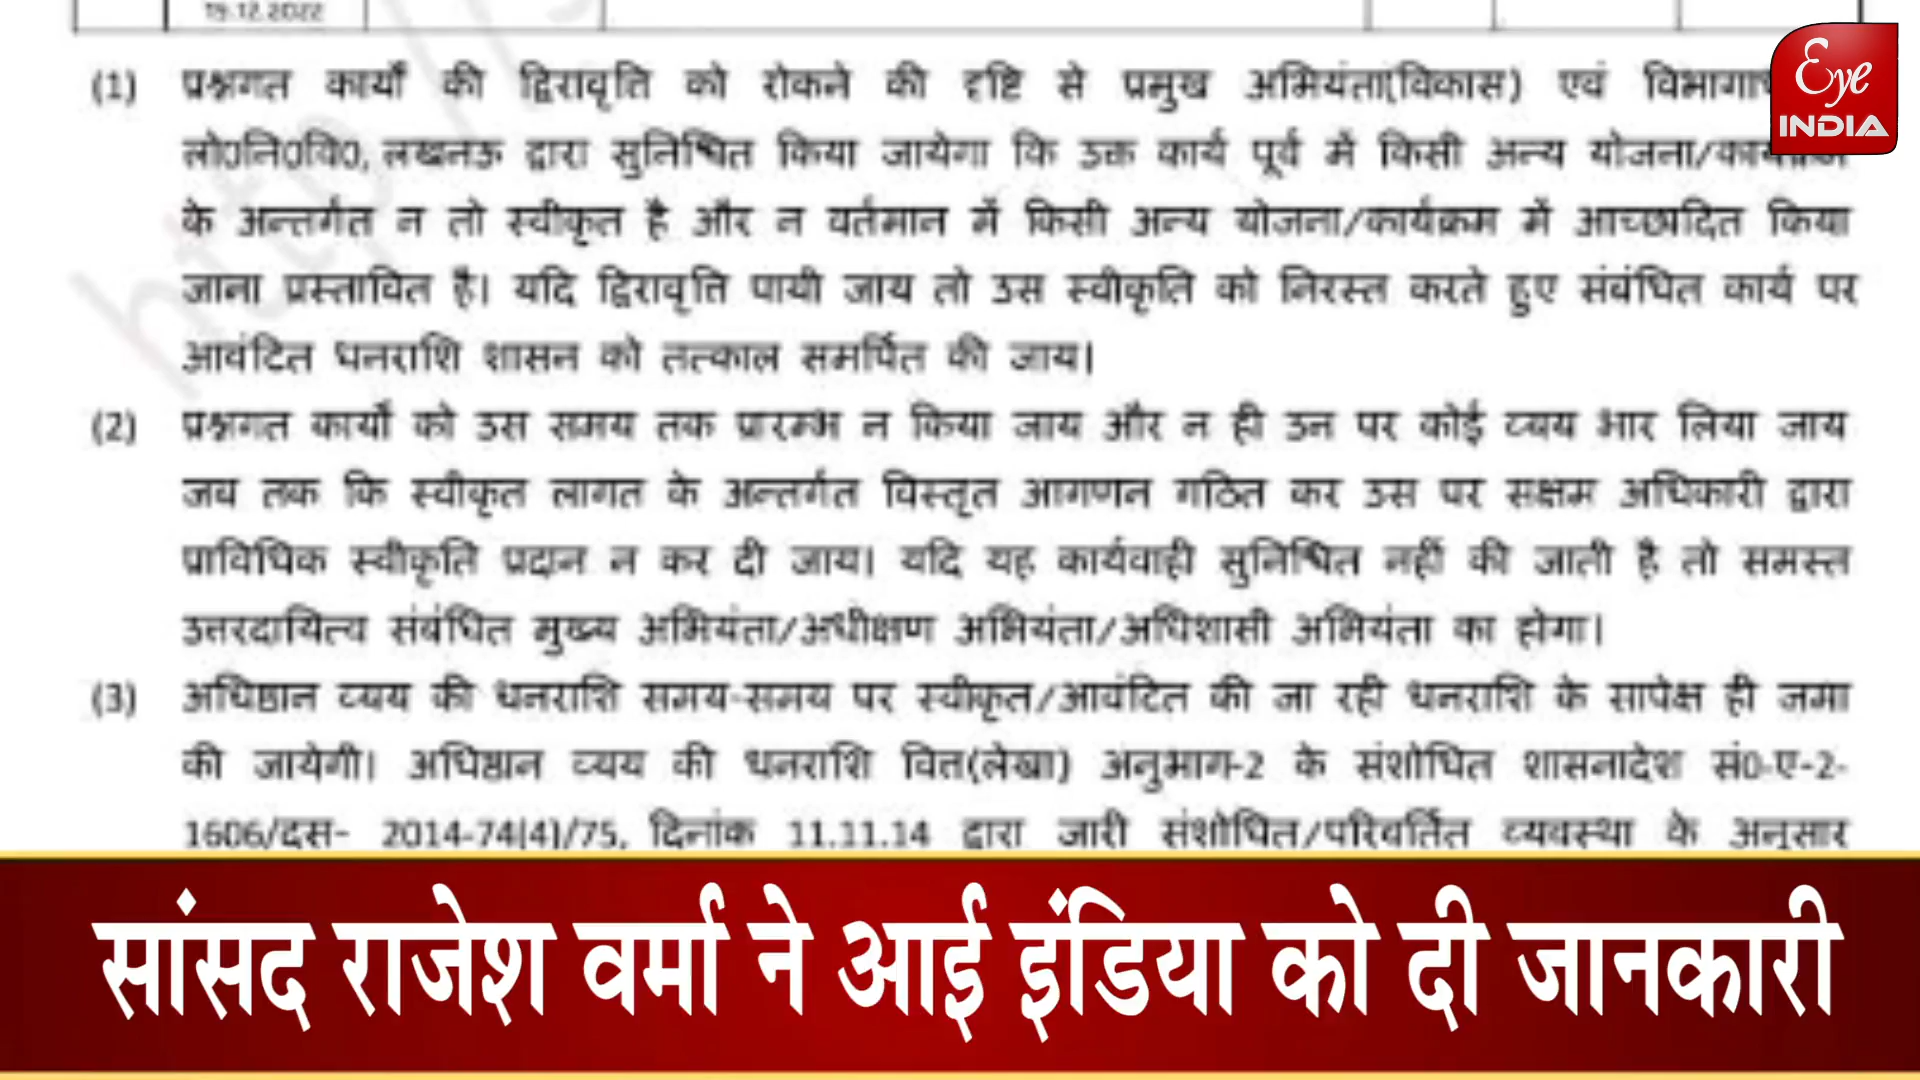 19.12.2022
(1) प्रश्नगत कार्यों की द्विरावृति को रोकने की दृष्टि से प्रमुख अभियंता(विकास) एवं
लो0नि0वि0, लखनऊ द्वारा सुनिश्चित किया जायेगा कि उक्त कार्य पूर्व में किसी अन्य योजना/कार्यक्रम
के अन्तर्गत न तो स्वीकृत है और न वर्तमान में किसी अन्य योजना/कार्यक्रम में आच्छादित किया
जाना प्रस्तावित है। यदि द्विरावृत्ति पायी जाय तो उस स्वीकृति को निरस्त करते हुए संबंधित कार्य पर
आवंटित धनराशि शासन को तत्काल समर्पित की जाय।
(2) प्रश्नगत कार्यों को उस समय तक प्रारम्भ न किया जाय और न ही उन पर कोई व्यय भार लिया जाय
जब तक कि स्वीकृत लागत के अन्तर्गत विस्तृत आगणन गठित कर उस पर सक्षम अधिकारी द्वारा
प्राविधिक स्वीकृति प्रदान न कर दी जाय। यदि यह कार्यवाही सुनिश्चित नहीं की जाती है तो समस्त
उत्तरदायित्व संबंधित मुख्य अभियंता/अधीक्षण अभियंता/अधिशासी अभियंता का होगा।
(3) अधिष्ठान व्यय की धनराशि समय-समय पर स्वीकृत/आवंटित की जा रही धनराशि के सापेक्ष ही जमा
की जायेगी। अधिष्ठान व्यय की धनराशि वित्त(लेखा) अनुभाग-2 के संशोधित शासनादेश सं0-ए-2-
1606/दस- 2014-74(4)/75, दिनांक 11.11.14 द्वारा जारी संशोधित/परिवर्तित व्यवस्था के अनुसार
Eye
INDIA
सांसद राजेश वर्मा ने आई इंडिया को दी जानकारी